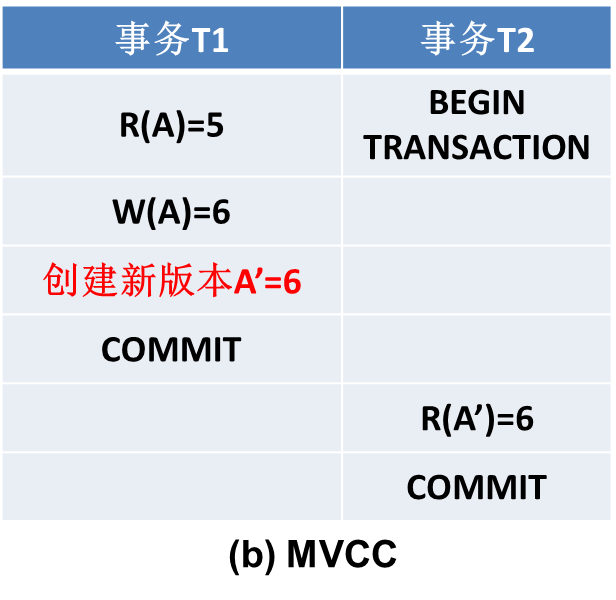 事务T1
事务T2
R(A)=5
BEGIN
TRANSACTION
W(A)=6
创建新版本A’=6
COMMIT
R(A’)=6
COMMIT
(b) MVCC